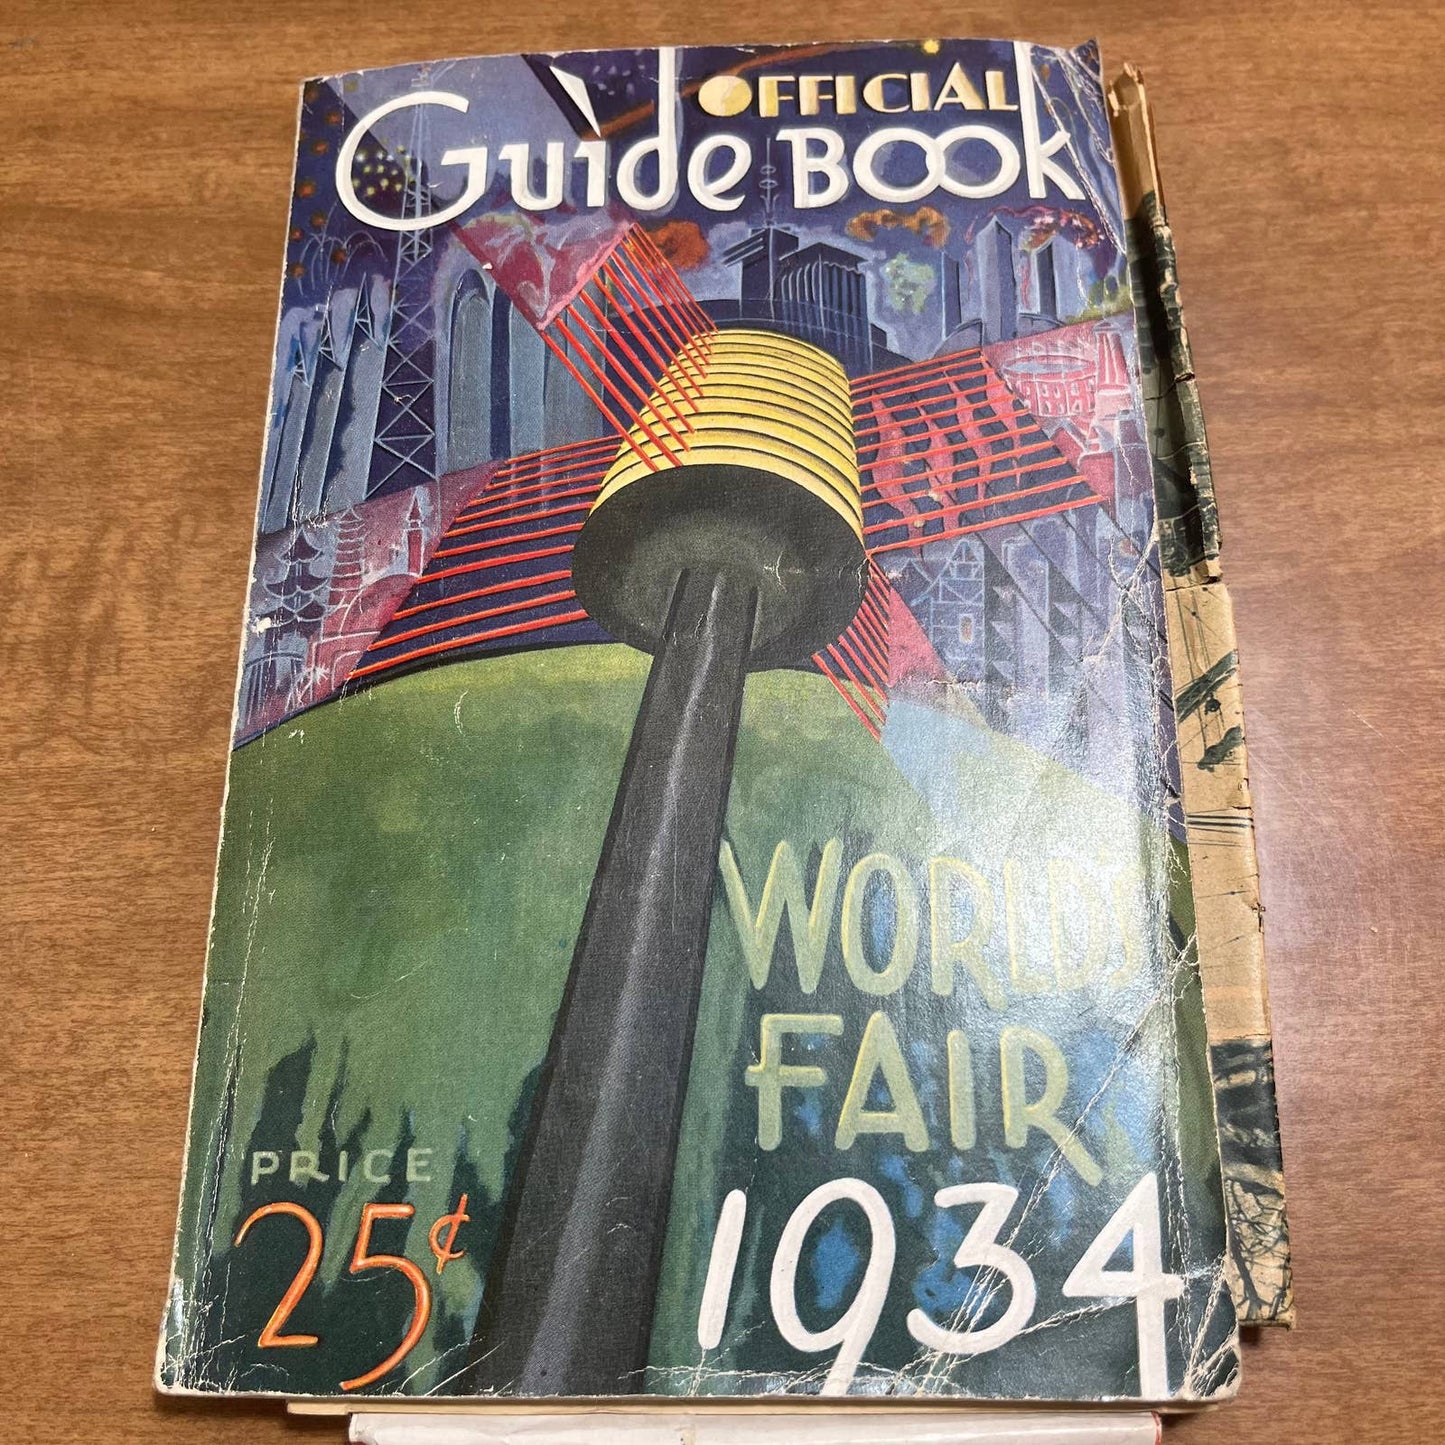 OFFICIAL
Guide BOOk
WORLD'S
FAIR
1934
PRICE
25¢